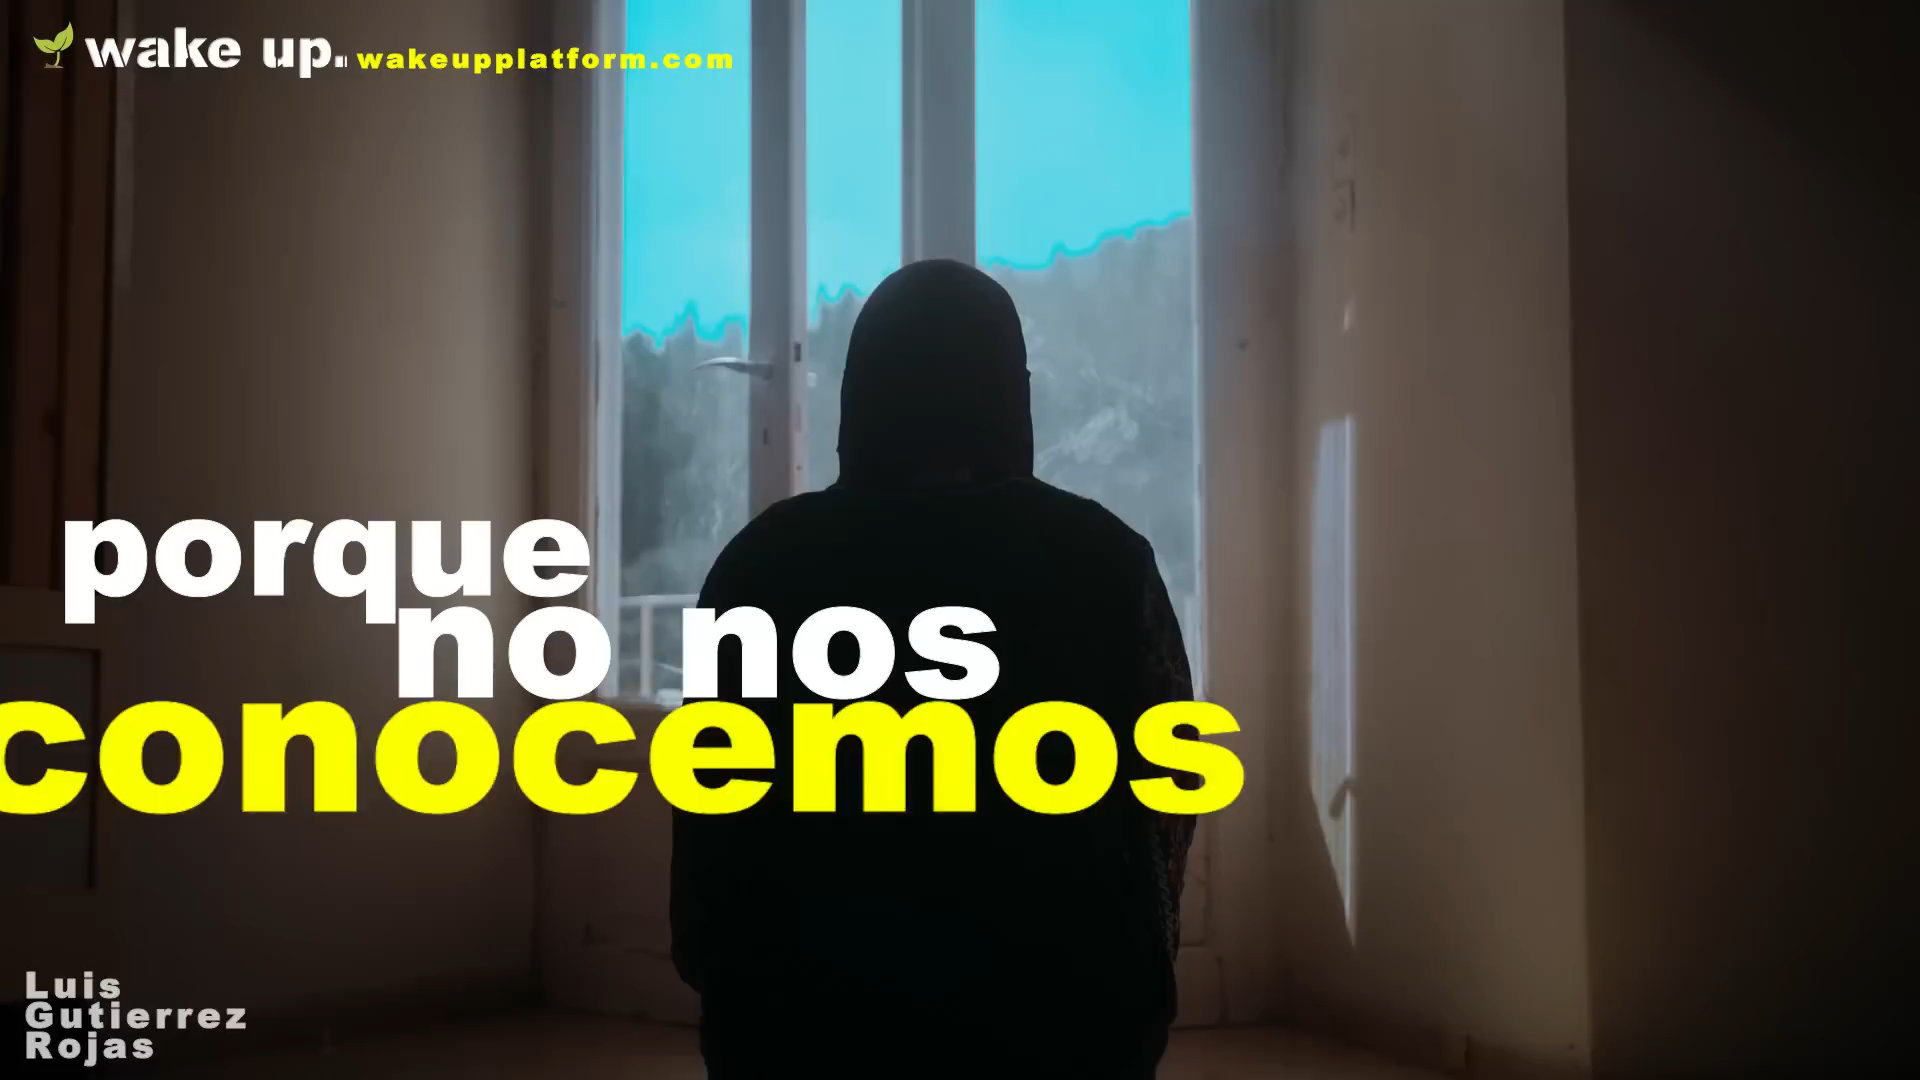 wake up. wakeupplatform.com
porque
no nos
conocemos
Luis
Gutierrez
Rojas